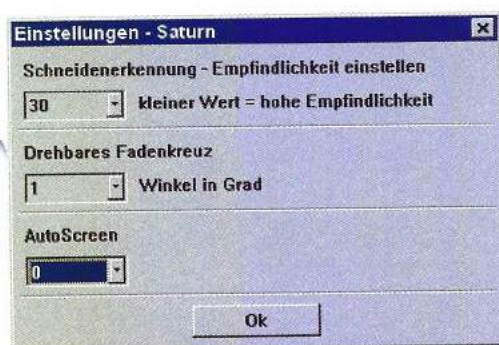 Einstellungen - Saturn
Schneidenerkennung - Empfindlichkeit einstellen
30 kleiner Wert = hohe Empfindlichkeit
Drehbares Fadenkreuz
1 Winkel in Grad
AutoScreen
0
Ok